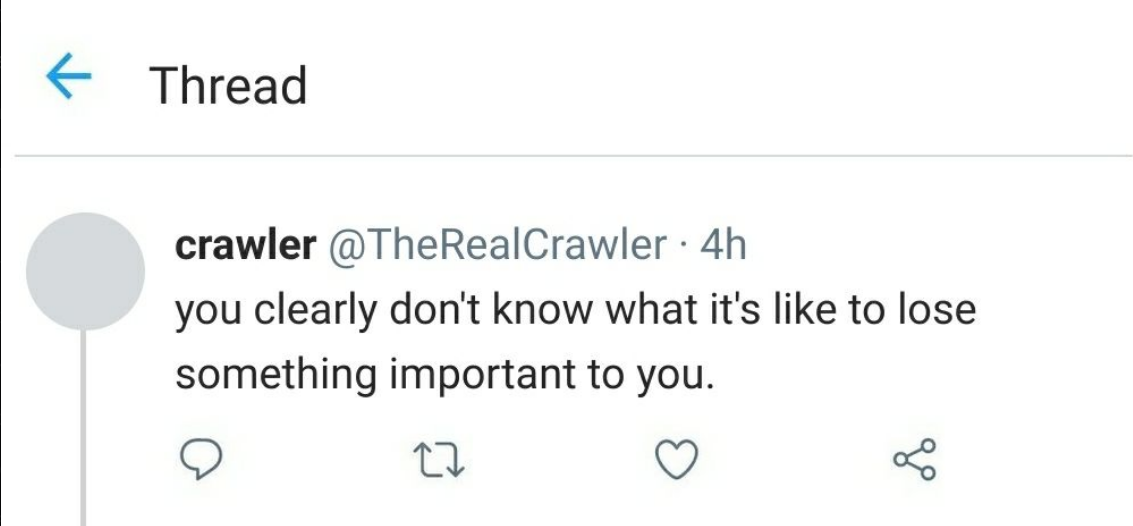 Thread
crawler @TheRealCrawler · 4h
you clearly don't know what it's like to lose
something important to you.